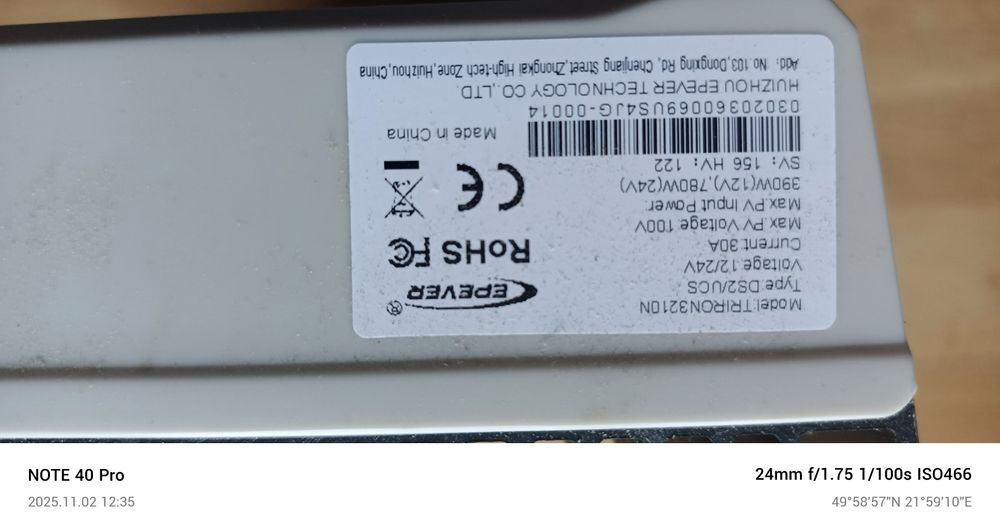 Model:TRIRON3210N
Type:DS2/UCS
Voltage:12/24V
Current:30A
Max.PV Voltage:100V
Max.PV Input Power:
390W(12V),780W(24V)
SV: 156 HV: 122
EPEVER®
RoHS FC
CE
Made in China
03020360069US4JG-00014
HUIZHOU EPEVER TECHNOLOGY CO.,LTD.
Add: No.103,Dongxing Rd, Chenjiang Street,Zhongkai High-tech Zone,Huizhou,China
NOTE 40 Pro
2025.11.02 12:35
24mm f/1.75 1/100s ISO466
49°58'57"N 21°59'10"E